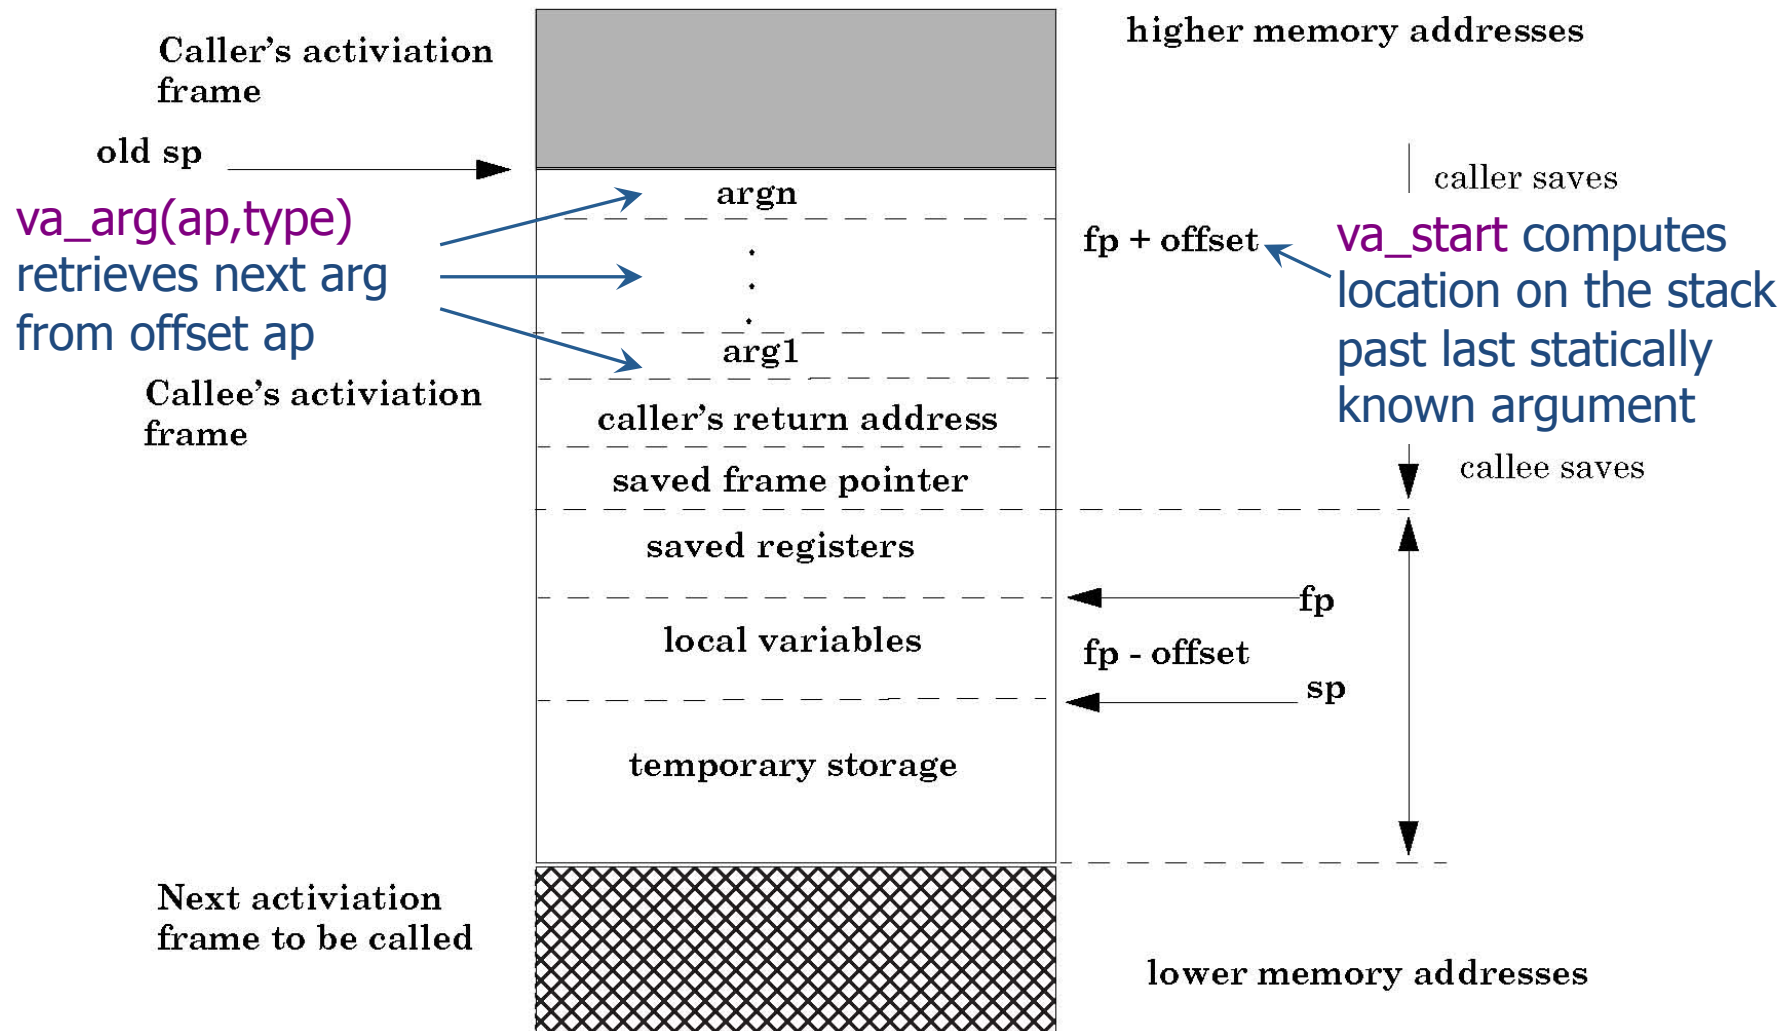 higher memory addresses
Caller's activiation
frame
old sp
caller saves
argn
va_arg(ap,type)
retrieves next arg
from offset ap
fp + offset
va_start computes
location on the stack
past last statically
known argument
.
.
.
arg1
Callee's activiation
frame
caller's return address
callee saves
saved frame pointer
saved registers
fp
local variables
fp - offset
sp
temporary storage
Next activiation
frame to be called
lower memory addresses